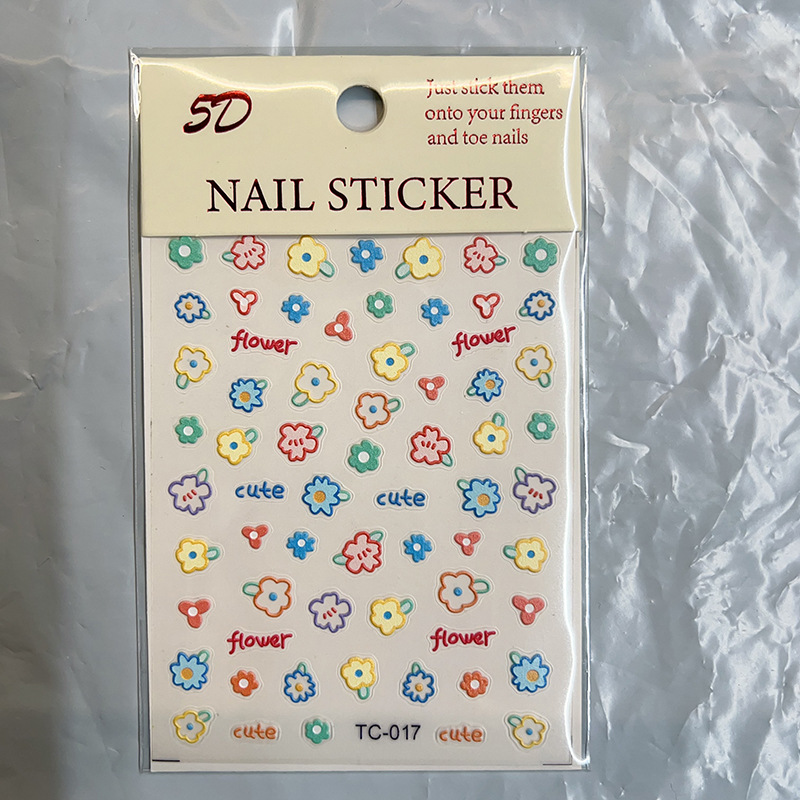 5D
Just stick them
onto your fingers
and toe nails
NAIL STICKER
flower
flower
cute
cute
flower
flower
cute
TC-017
cute